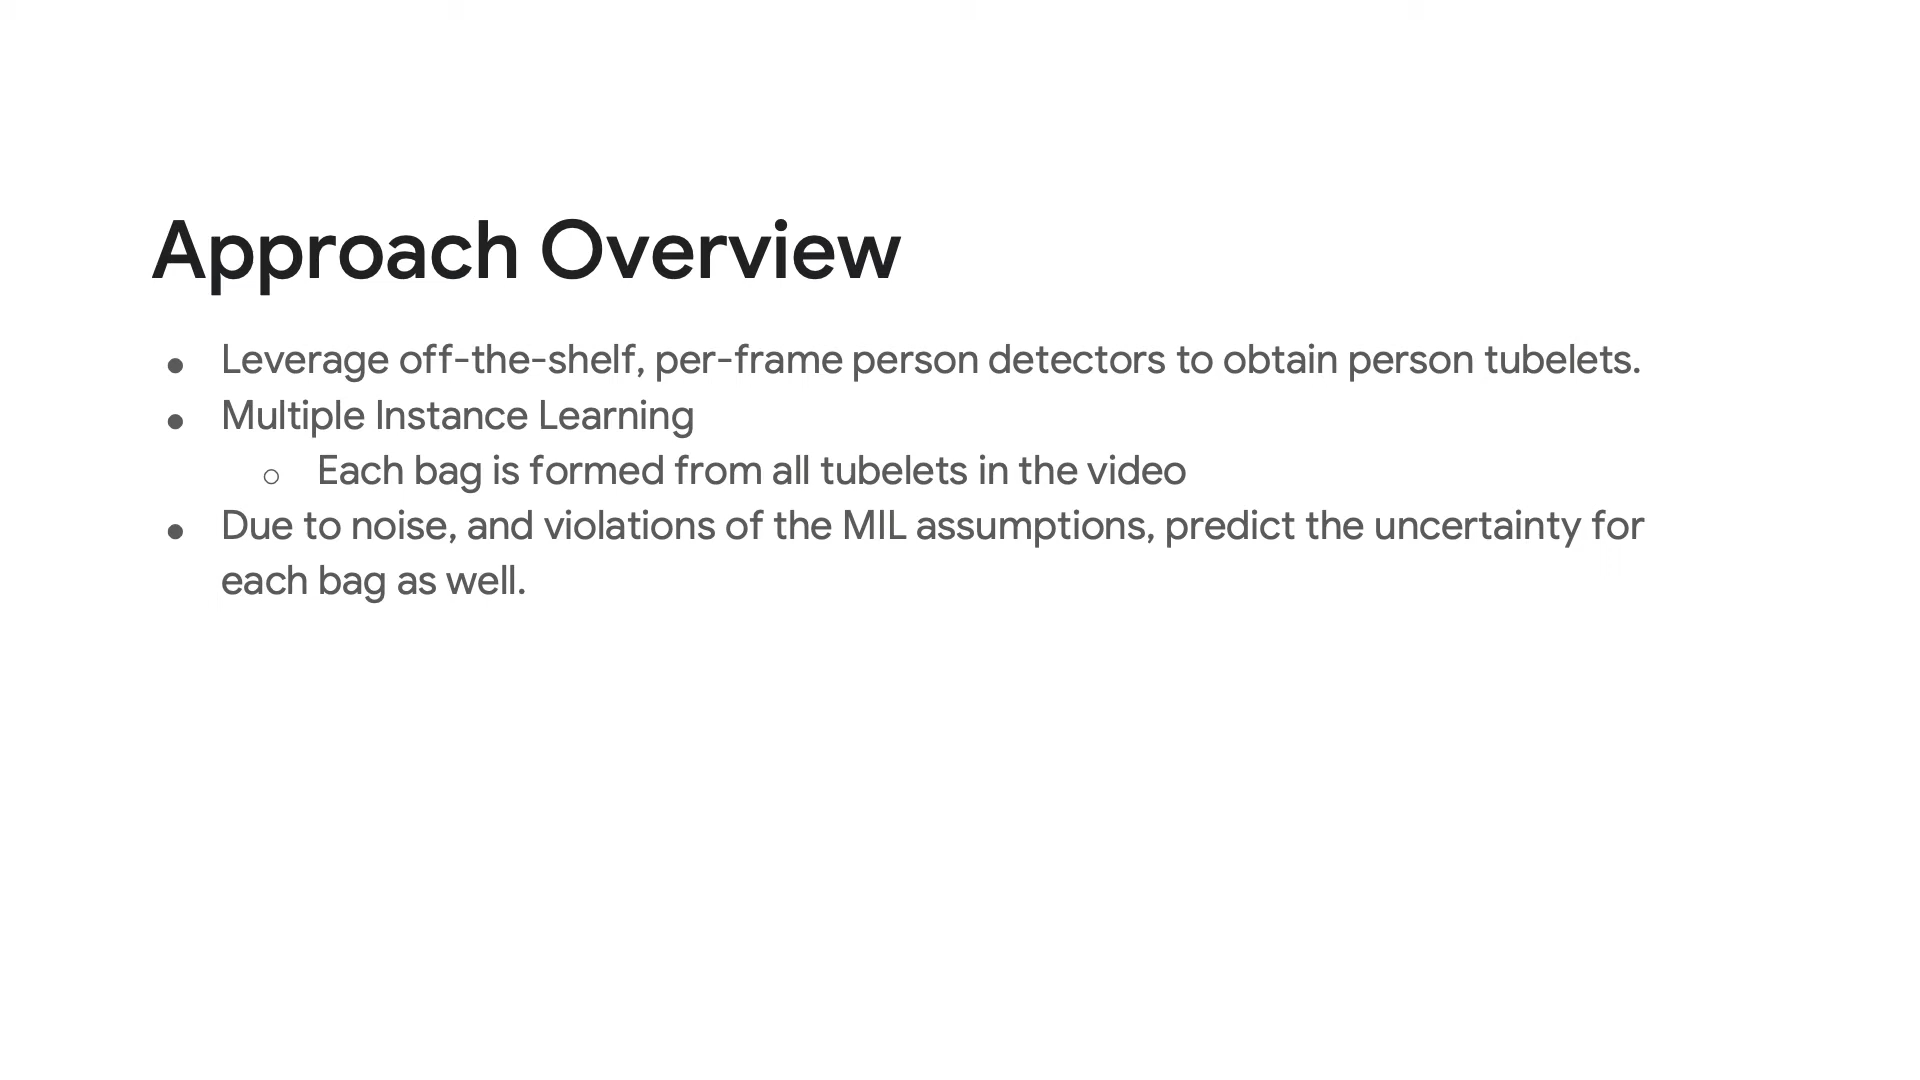 Approach Overview
● Leverage off-the-shelf, per-frame person detectors to obtain person tubelets.
● Multiple Instance Learning
○ Each bag is formed from all tubelets in the video
● Due to noise, and violations of the MIL assumptions, predict the uncertainty for
each bag as well.